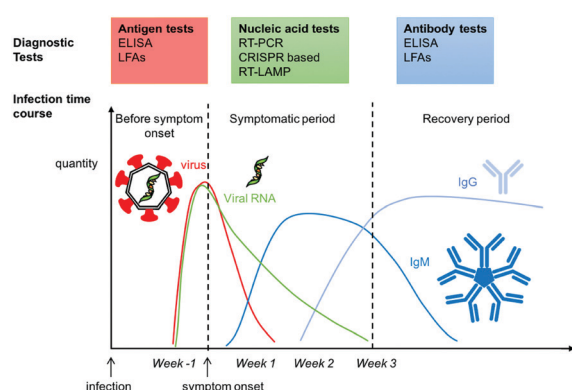 Diagnostic
Tests
Antigen tests
ELISA
LFAs
Nucleic acid tests
RT-PCR
CRISPR based
RT-LAMP
Antibody tests
ELISA
LFAs
Infection time
course
Before symptom
onset
Symptomatic period
Recovery period
quantity
virus
Viral RNA
IgG
IgM
Week -1
Week 1
Week 2
Week 3
infection
symptom onset